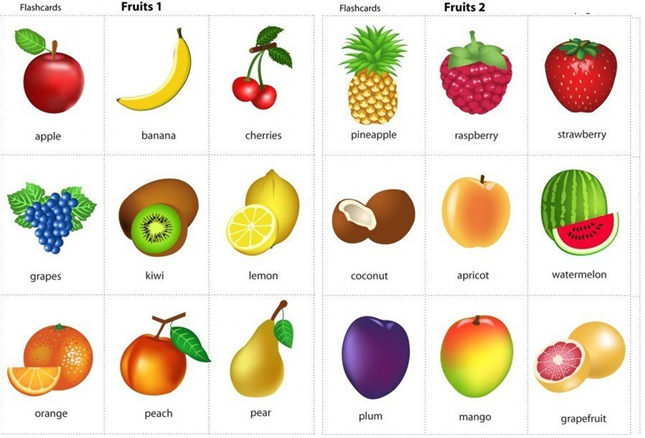 Flashcards Fruits 1
Flashcards Fruits 2
apple banana cherries
pineapple raspberry strawberry
grapes kiwi lemon
coconut apricot watermelon
orange peach pear
plum mango grapefruit